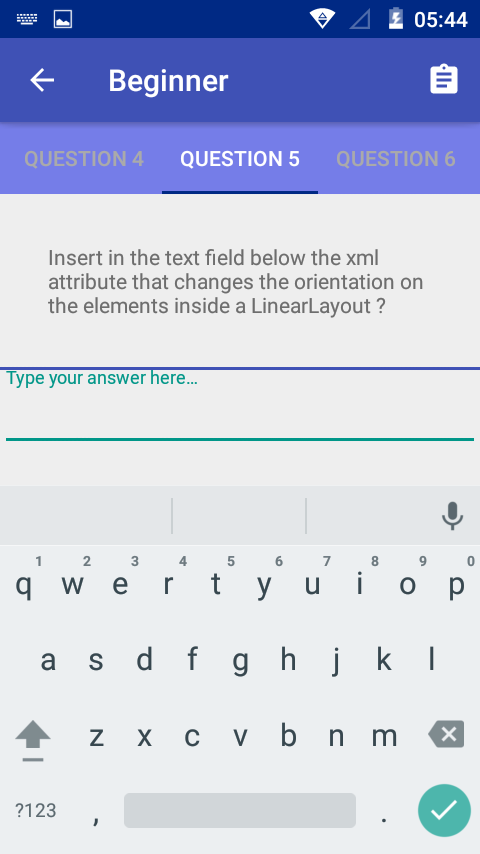 05:44
Beginner
QUESTION 4 QUESTION 5 QUESTION 6
Insert in the text field below the xml
attribute that changes the orientation on
the elements inside a LinearLayout ?
Type your answer here...
1 2 3 4 5 6 7 8 9 0
q w e r t y u i o p
a s d f g h j k l
z x c v b n m
?123 , .